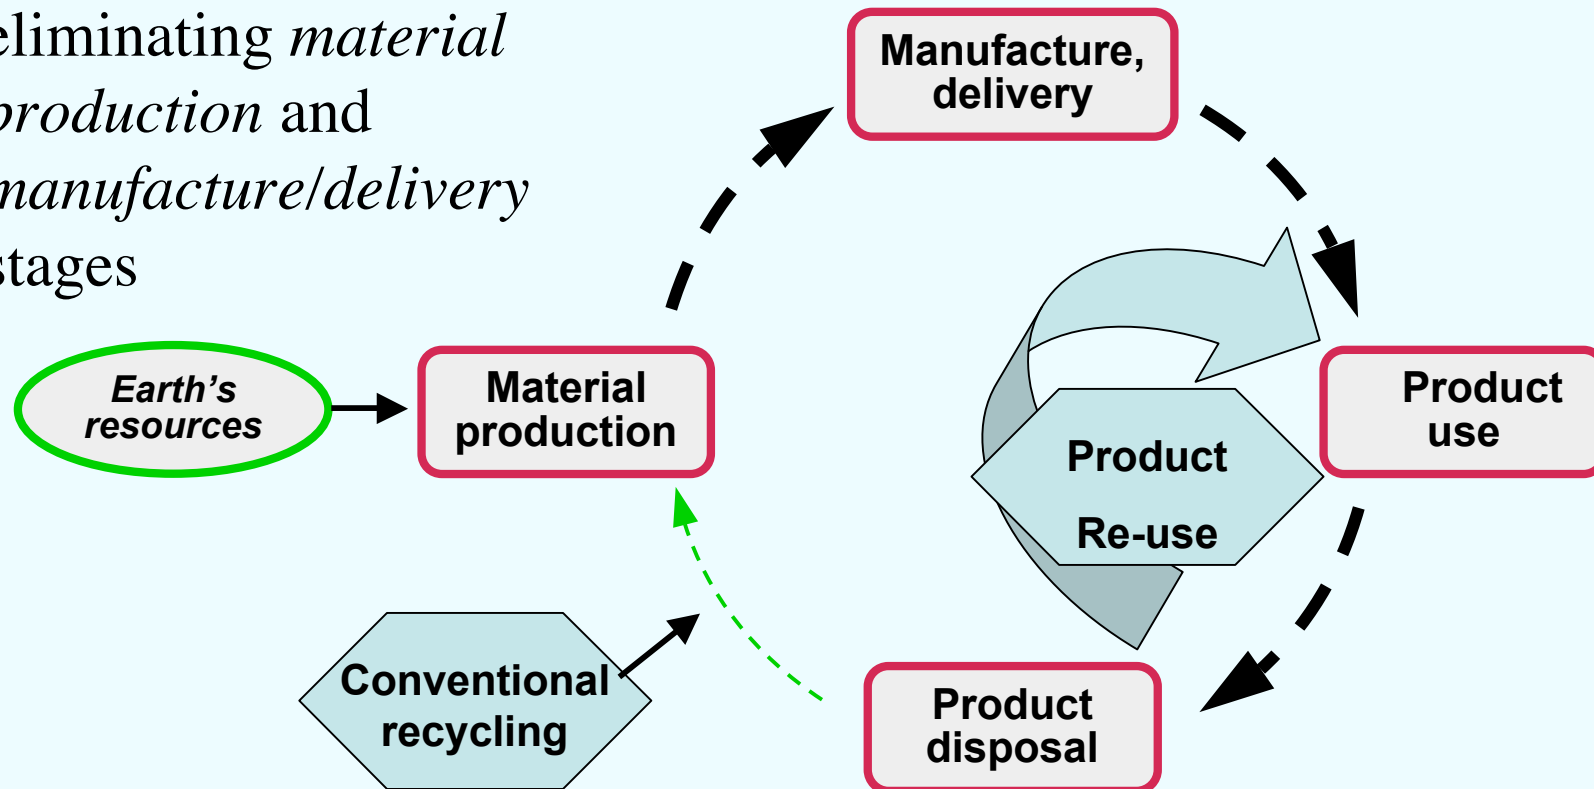 eliminating material
production and
manufacture/delivery
stages
Manufacture,
delivery
Earth’s
resources
Material
production
Product
use
Product
Re-use
Conventional
recycling
Product
disposal